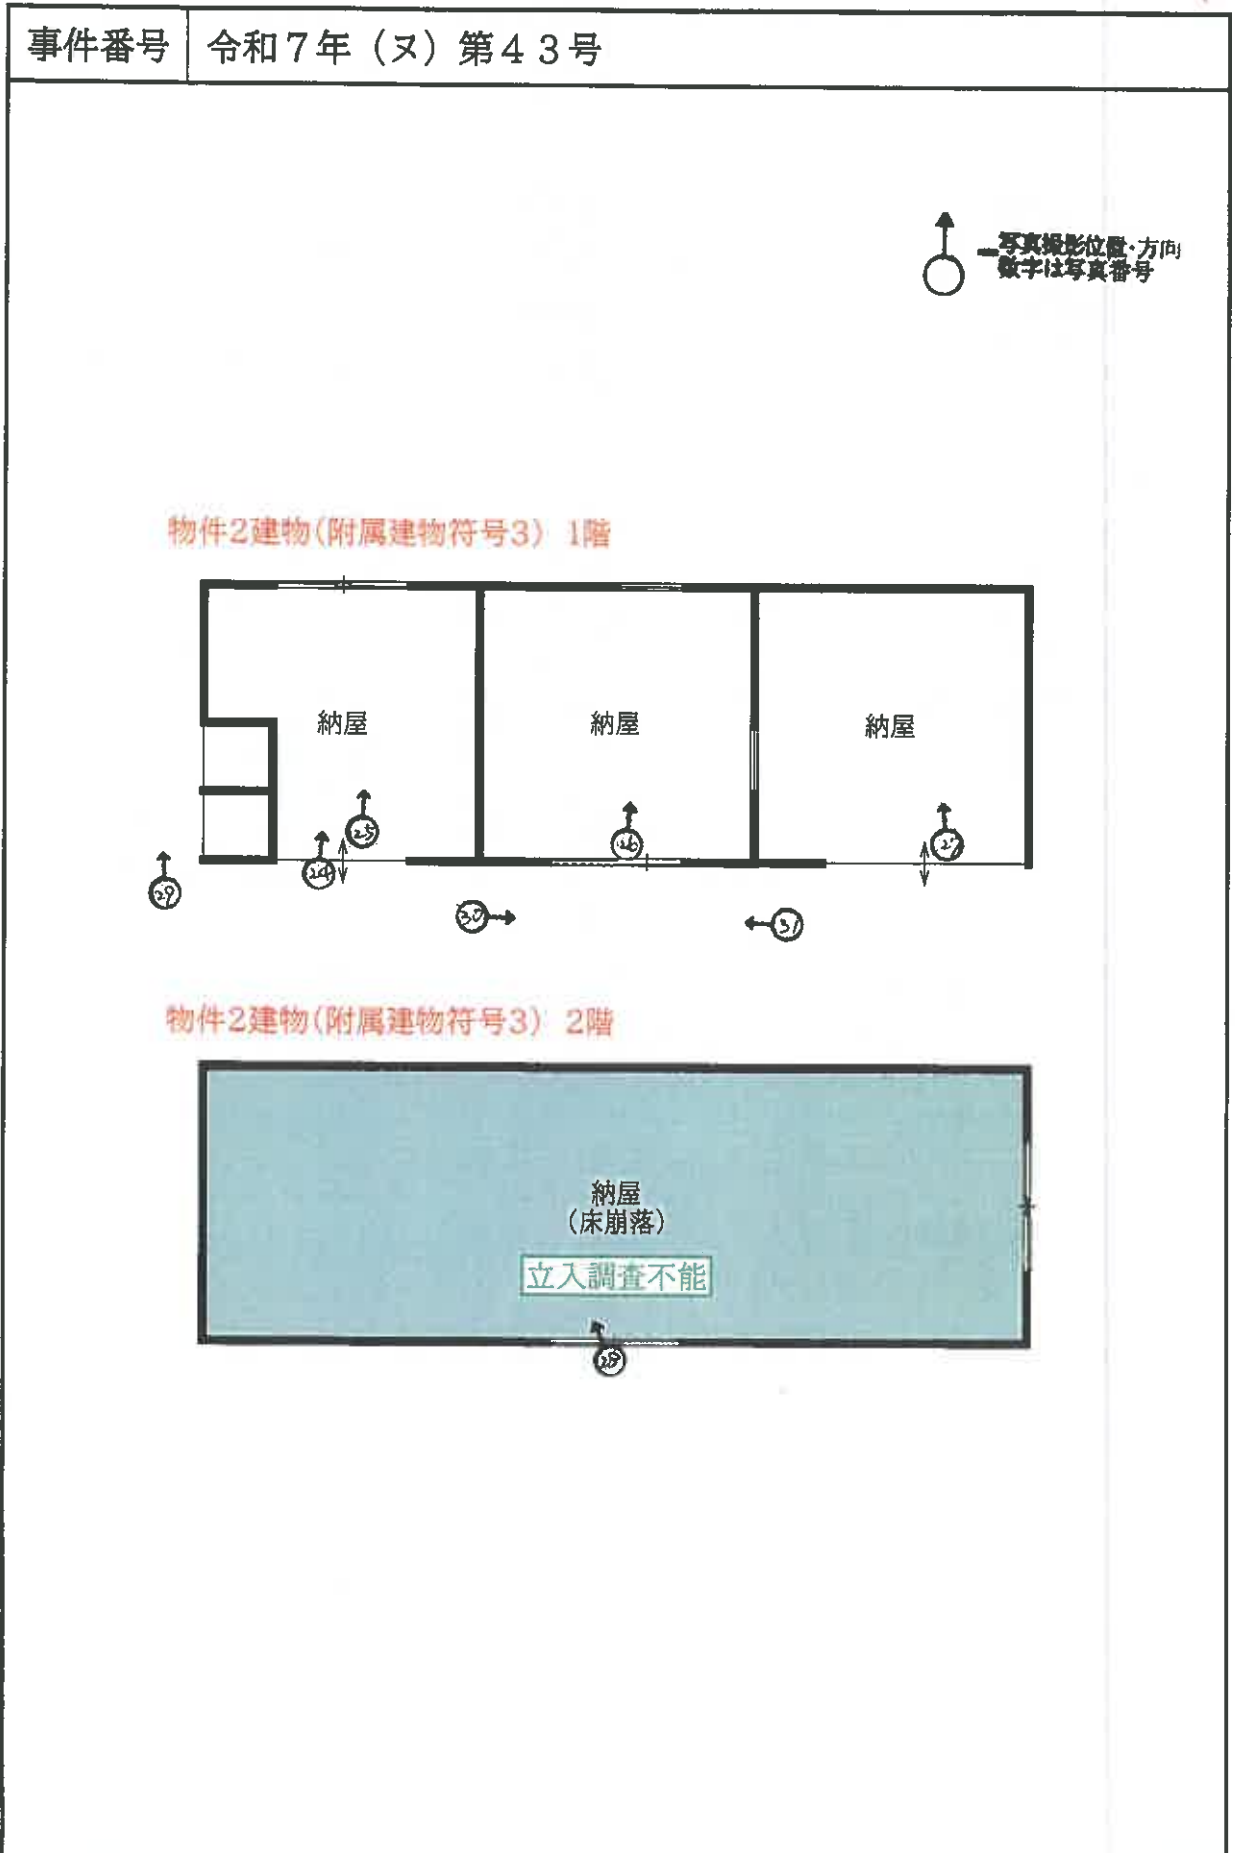 事件番号 令和７年（ヌ）第４３号
写真撮影位置・方向
数字は写真番号
物件2建物(附属建物符号3) 1階
納屋 納屋 納屋
25
26
27
24
29
30
31
物件2建物(附属建物符号3) 2階
納屋
(床崩落)
立入調査不能
28